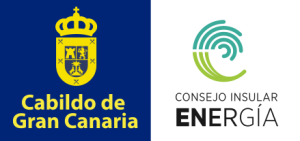 Cabildo de
Gran Canaria
CONSEJO INSULAR
ENERGÍA